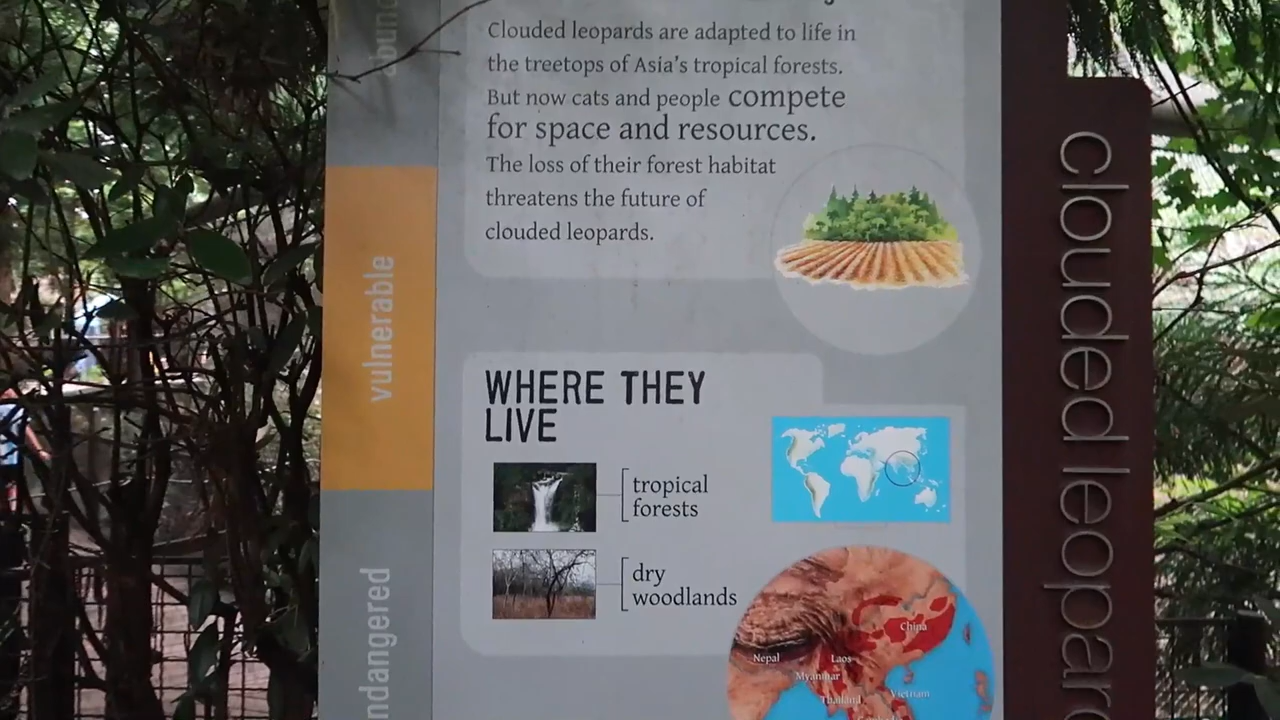 Clouded leopards are adapted to life in
the treetops of Asia's tropical forests.
But now cats and people compete
for space and resources.
The loss of their forest habitat
threatens the future of
clouded leopards.
vulnerable
WHERE THEY
LIVE
tropical
forests
dry
woodlands
China
Nepal
Laos
Myanmar
Thailand
Vietnam
clouded leopar
ndangered
abund